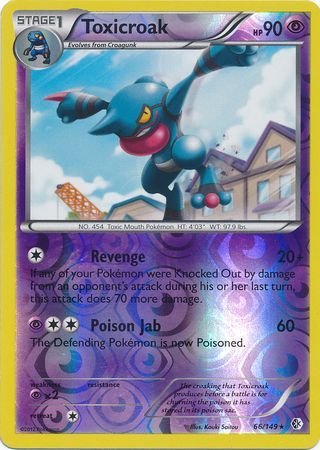 STAGE1 Toxicroak HP 90
Evolves from Croagunk
NO. 454 Toxic Mouth Pokémon HT: 4'03" WT: 97.9 lbs.
Revenge 20+
If any of your Pokémon were Knocked Out by damage
from an opponent's attack during his or her last turn,
this attack does 70 more damage.
Poison Jab 60
The Defending Pokémon is now Poisoned.
weakness resistance
×2
retreat
The croaking that Toxicroak
produces before a battle is for
churning the poison it has
stored in its poison sac.
©2012 Pokémon
Illus. Kouki Saitou 66/149★